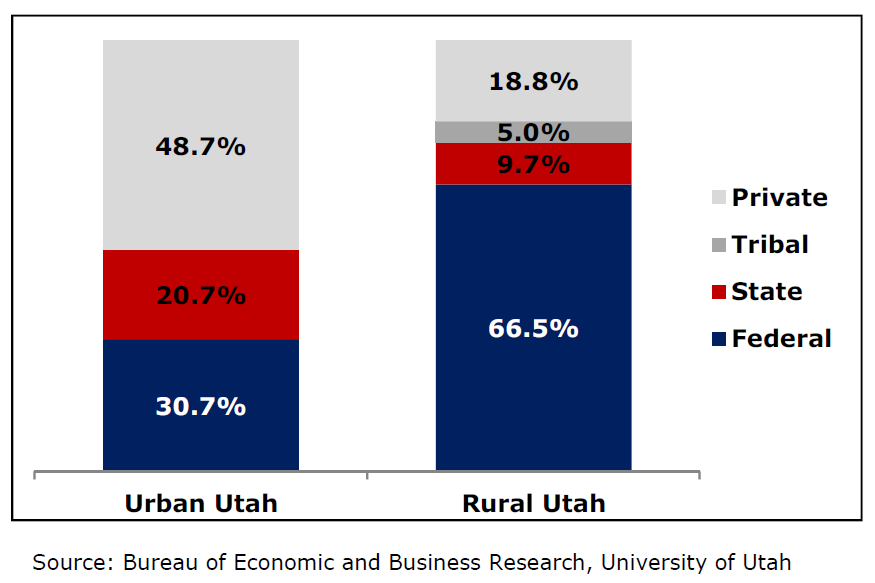 48.7%
20.7%
30.7%
18.8%
5.0%
9.7%
66.5%
Private
Tribal
State
Federal
Urban Utah
Rural Utah
Source: Bureau of Economic and Business Research, University of Utah